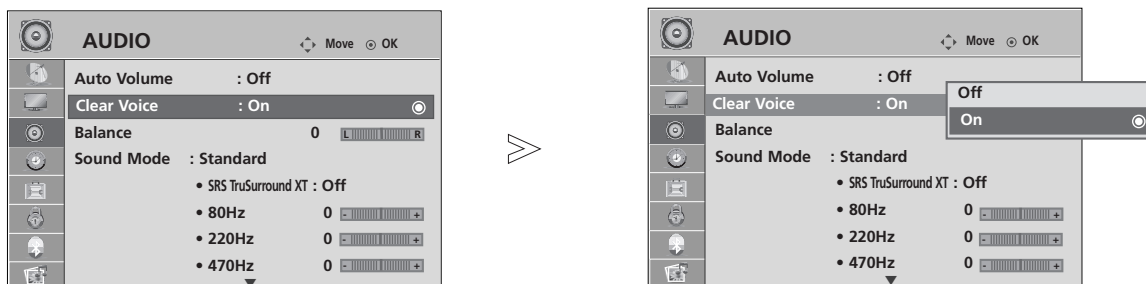 AUDIO Move OK
Auto Volume : Off
Clear Voice : On
Balance 0 L R
Sound Mode : Standard
• SRS TruSurround XT : Off
• 80Hz 0 - +
• 220Hz 0 - +
• 470Hz 0 - +
AUDIO Move OK
Auto Volume : Off
Clear Voice : On
Off
On
Balance
Sound Mode : Standard
• SRS TruSurround XT : Off
• 80Hz 0 - +
• 220Hz 0 - +
• 470Hz 0 - +